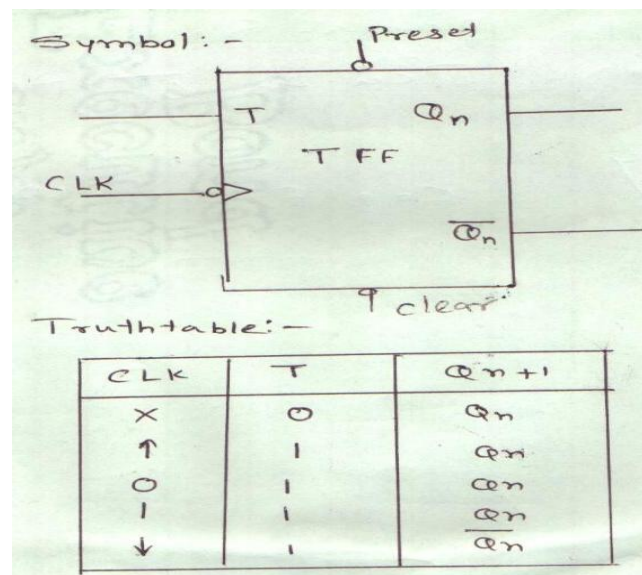 Symbol:-
Preset
T Qn
T FF
CLK
Q̅n̅
clear
Truthtable:-
CLK T Qn+1
X 0 Qn
↑ 1 Qn
0 1 Qn
1 1 Qn
↓ 1 Q̅n̅